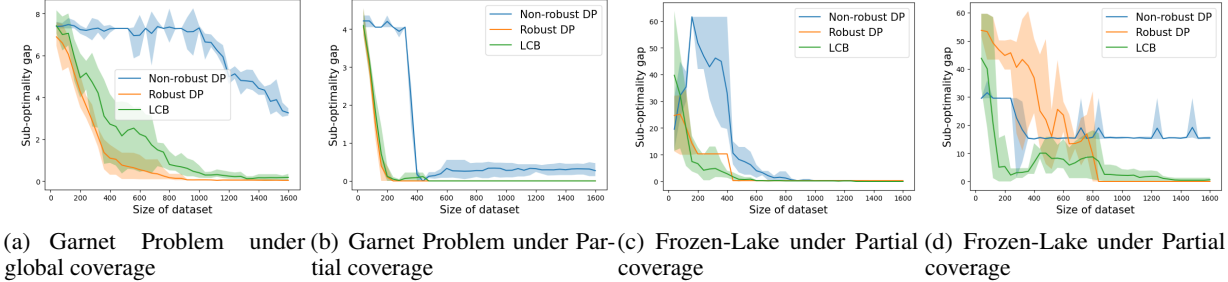 Sub-optimality gap
8
6
4
2
0
Non-robust DP
Robust DP
LCB
0 200 400 600 800 1000 1200 1400 1600
Size of dataset
(a) Garnet Problem under
global coverage
Sub-optimality gap
4
3
2
1
0
Non-robust DP
Robust DP
LCB
0 200 400 600 800 1000 1200 1400 1600
Size of dataset
(b) Garnet Problem under Par-
tial coverage
Sub-optimality gap
60
50
40
30
20
10
0
Non-robust DP
Robust DP
LCB
0 200 400 600 800 1000 1200 1400 1600
Size of dataset
(c) Frozen-Lake under Partial
coverage
Sub-optimality gap
60
50
40
30
20
10
0
Non-robust DP
Robust DP
LCB
0 200 400 600 800 1000 1200 1400 1600
Size of dataset
(d) Frozen-Lake under Partial
coverage